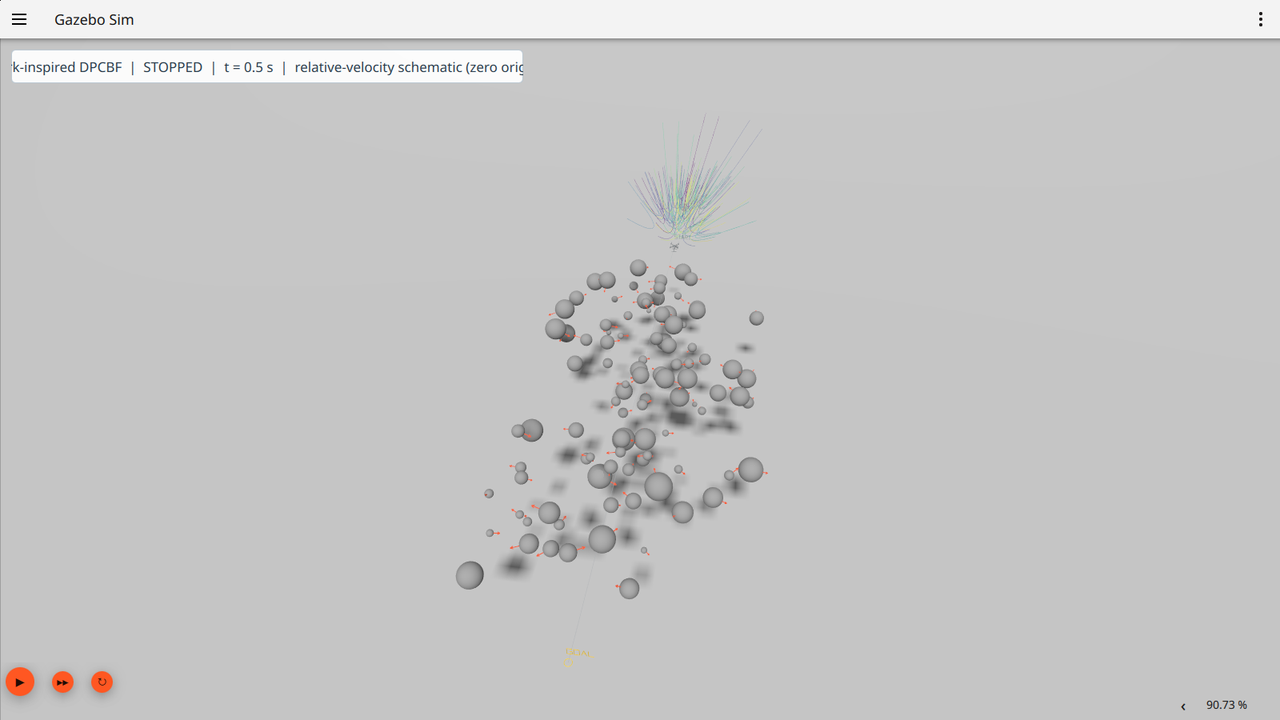 Gazebo Sim
k-inspired DPCBF | STOPPED | t = 0.5 s | relative-velocity schematic (zero orig
90.73 %